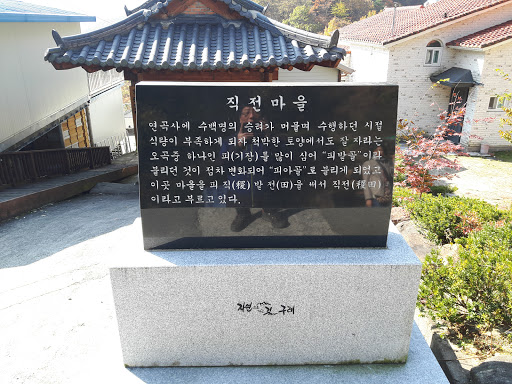 직전마을
연곡사에 수백명의 승려가 머물며 수행하던 시절
식량이 부족하게 되자 척박한 토양에서도 잘 자라는
오곡중 하나인 피(기장)를 많이 심어 "피밭골"이라
불리던 것이 점차 변화되어 "피아골"로 불리게 되었고
이곳 마을을 피 직(稷) 밭 전(田)을 써서 직전(稷田)
이라고 부르고 있다.
자연 구례